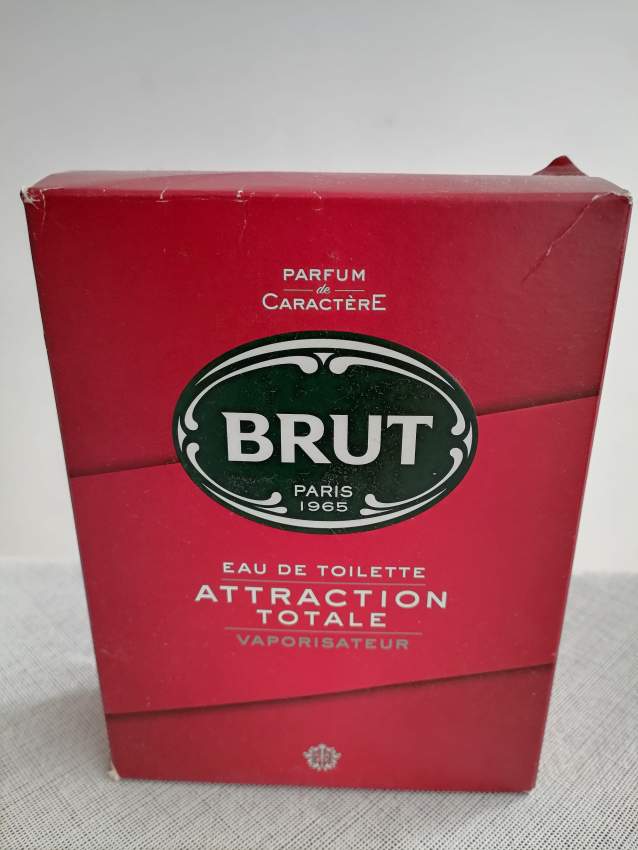 PARFUM
de
CARACTÈRE
BRUT
PARIS
1965
EAU DE TOILETTE
ATTRACTION
TOTALE
VAPORISATEUR